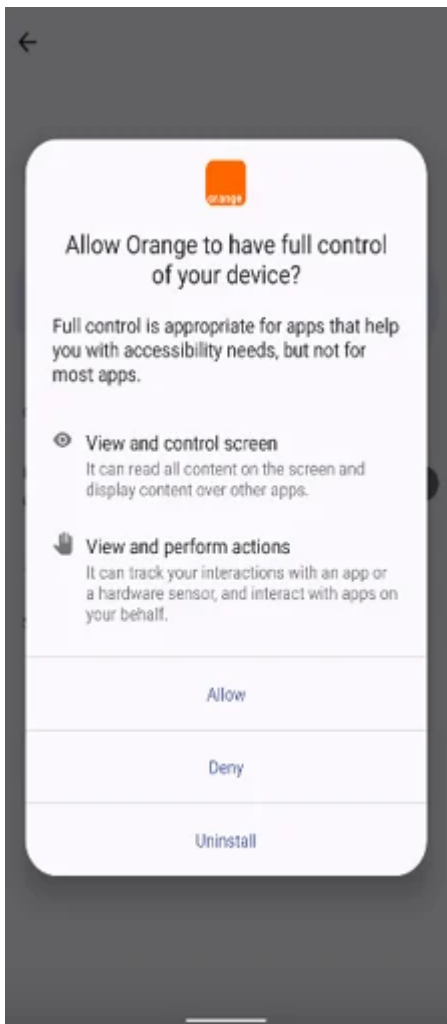 orange
Allow Orange to have full control
of your device?
Full control is appropriate for apps that help
you with accessibility needs, but not for
most apps.
View and control screen
It can read all content on the screen and
display content over other apps.
View and perform actions
It can track your interactions with an app or
a hardware sensor, and interact with apps on
your behalf.
Allow
Deny
Uninstall